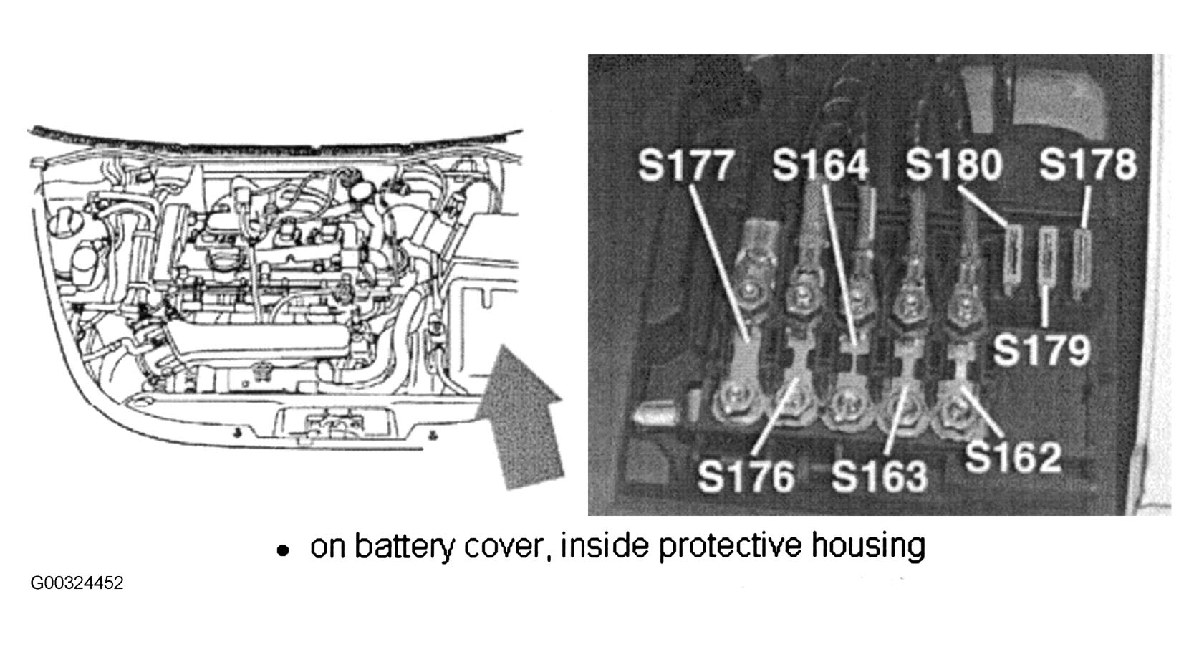 S177 S164 S180 S178
S179
S176 S163 S162
• on battery cover, inside protective housing
G00324452